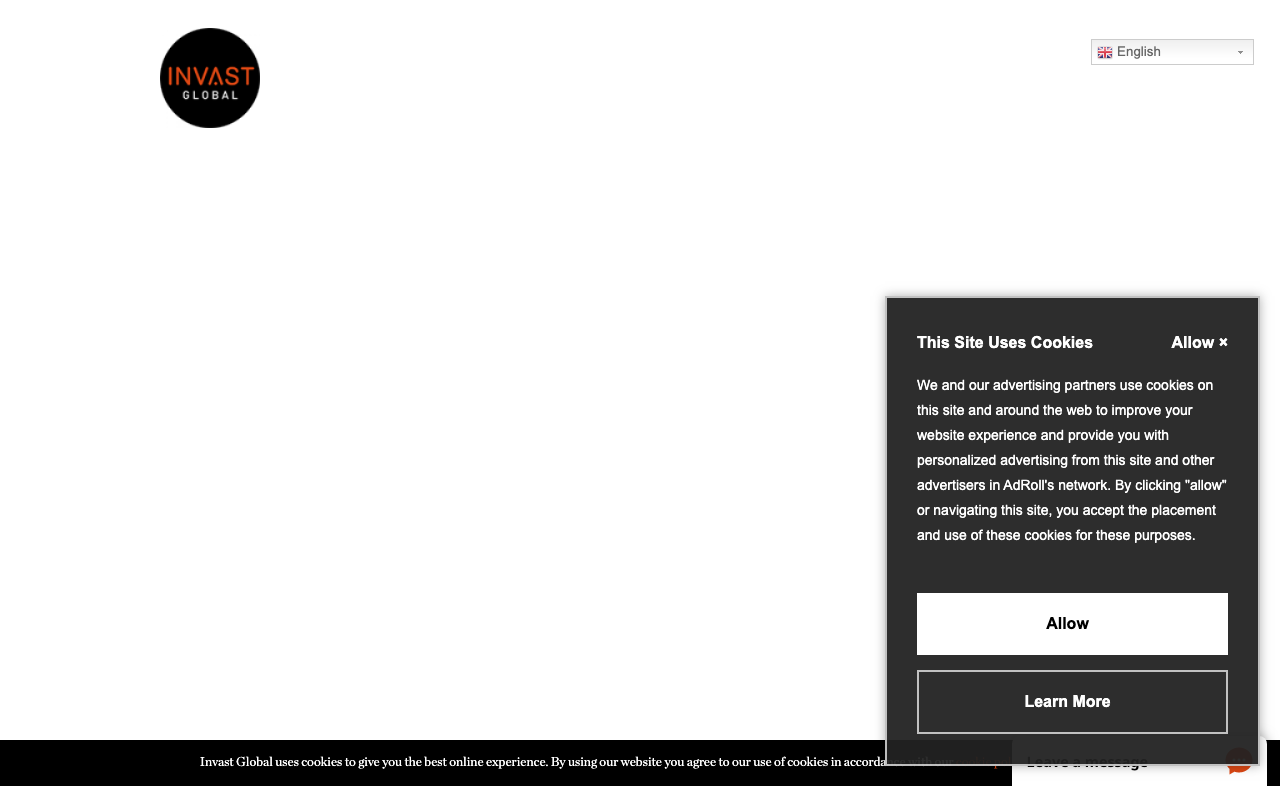 INVAST
GLOBAL
English
This Site Uses Cookies
Allow ×
We and our advertising partners use cookies on
this site and around the web to improve your
website experience and provide you with
personalized advertising from this site and other
advertisers in AdRoll's network. By clicking "allow"
or navigating this site, you accept the placement
and use of these cookies for these purposes.
Allow
Learn More
Invast Global uses cookies to give you the best online experience. By using our website you agree to our use of cookies in accordance with our
Leave a message